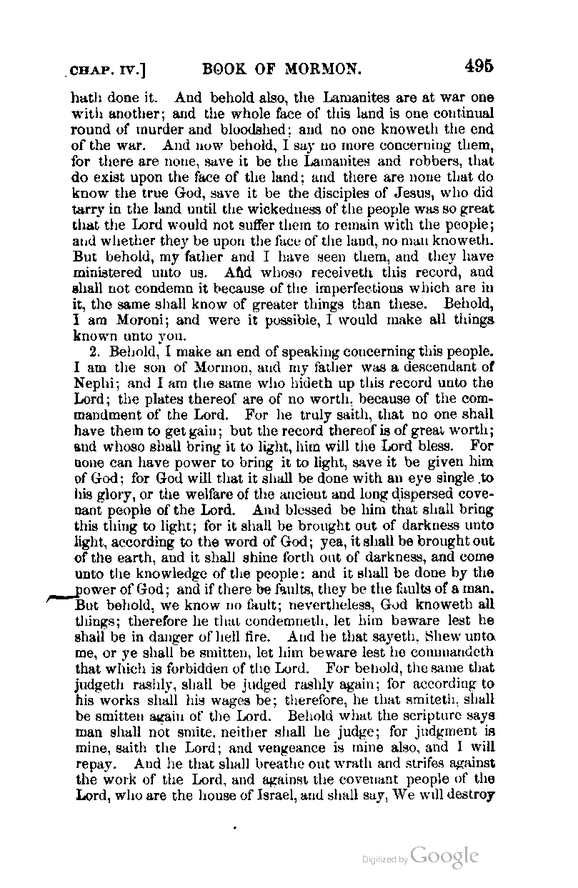 CHAP. IV.] BOOK OF MORMON. 495
hath done it. And behold also, the Lamanites are at war one
with another; and the whole face of this land is one continual
round of murder and bloodshed; and no one knoweth the end
of the war. And now behold, I say no more concerning them,
for there are none, save it be the Lamanites and robbers, that
do exist upon the face of the land; and there are none that do
know the true God, save it be the disciples of Jesus, who did
tarry in the land until the wickedness of the people was so great
that the Lord would not suffer them to remain with the people;
and whether they be upon the face of the land, no man knoweth.
But behold, my father and I have seen them, and they have
ministered unto us. And whoso receiveth this record, and
shall not condemn it because of the imperfections which are in
it, the same shall know of greater things than these. Behold,
I am Moroni; and were it possible, I would make all things
known unto you.
2. Behold, I make an end of speaking concerning this people.
I am the son of Mormon, and my father was a descendant of
Nephi; and I am the same who hideth up this record unto the
Lord; the plates thereof are of no worth, because of the com-
mandment of the Lord. For he truly saith, that no one shall
have them to get gain; but the record thereof is of great worth;
and whoso shall bring it to light, him will the Lord bless. For
none can have power to bring it to light, save it be given him
of God; for God will that it shall be done with an eye single to
his glory, or the welfare of the ancient and long dispersed cove-
nant people of the Lord. And blessed be him that shall bring
this thing to light; for it shall be brought out of darkness unto
light, according to the word of God; yea, it shall be brought out
of the earth, and it shall shine forth out of darkness, and come
unto the knowledge of the people: and it shall be done by the
power of God; and if there be faults, they be the faults of a man.
But behold, we know no fault; nevertheless, God knoweth all
things; therefore he that condemneth, let him beware lest he
shall be in danger of hell fire. And he that sayeth, Shew unto
me, or ye shall be smitten, let him beware lest he commandeth
that which is forbidden of the Lord. For behold, the same that
judgeth rashly, shall be judged rashly again; for according to
his works shall his wages be; therefore, he that smiteth, shall
be smitten again of the Lord. Behold what the scripture says
man shall not smite, neither shall he judge; for judgment is
mine, saith the Lord; and vengeance is mine also, and I will
repay. And he that shall breathe out wrath and strifes against
the work of the Lord, and against the covenant people of the
Lord, who are the house of Israel, and shall say, We will destroy
Digitized by Google